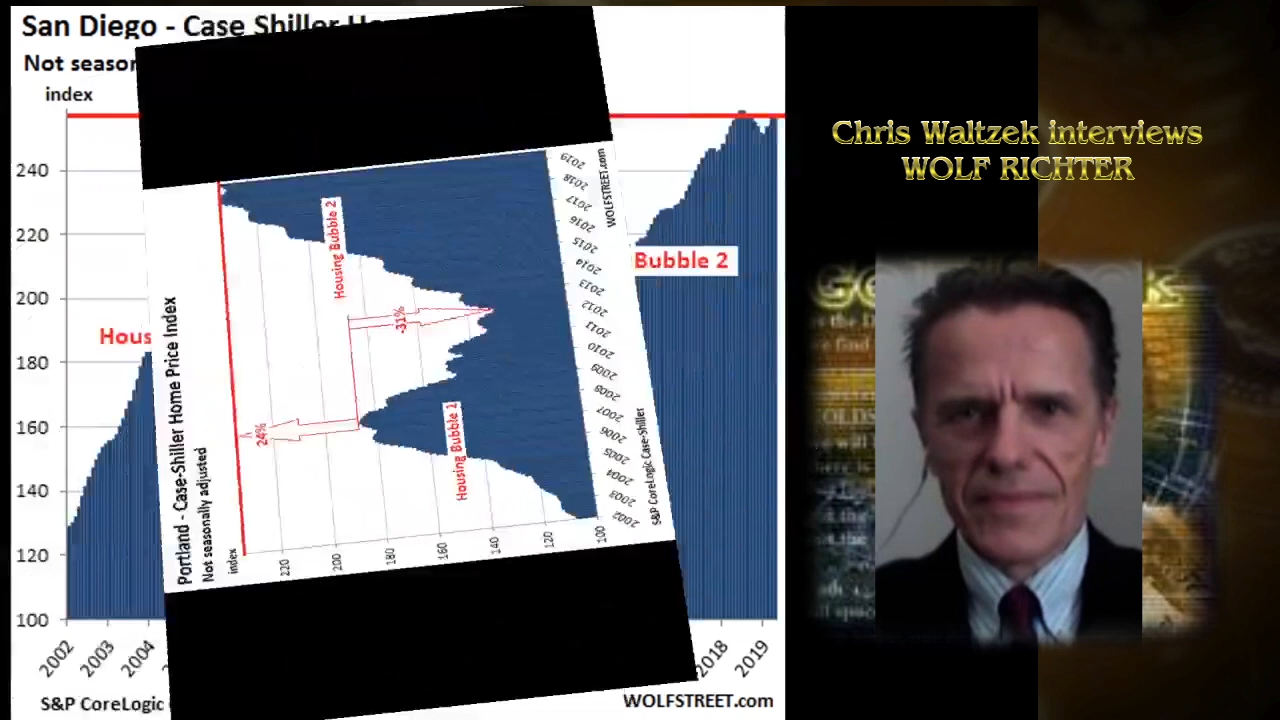 San Diego - Case Shiller
Not seasor
index
240
220
200
180
160
140
120
100
2002
2003
2004
2018
2019
Hous
Bubble 2
S&P CoreLogic
WOLFSTREET.com
Portland - Case-Shiller Home Price Index
Not seasonally adjusted
index
220
200
180
160
140
120
100
24%
-31%
Housing Bubble 1
Housing Bubble 2
2002
2003
2004
2005
2006
2007
2008
2009
2010
2011
2012
2013
2014
2015
2016
2017
2018
2019
S&P CoreLogic Case-Shiller
WOLFSTREET.com
Chris Waltzek interviews
WOLF RICHTER